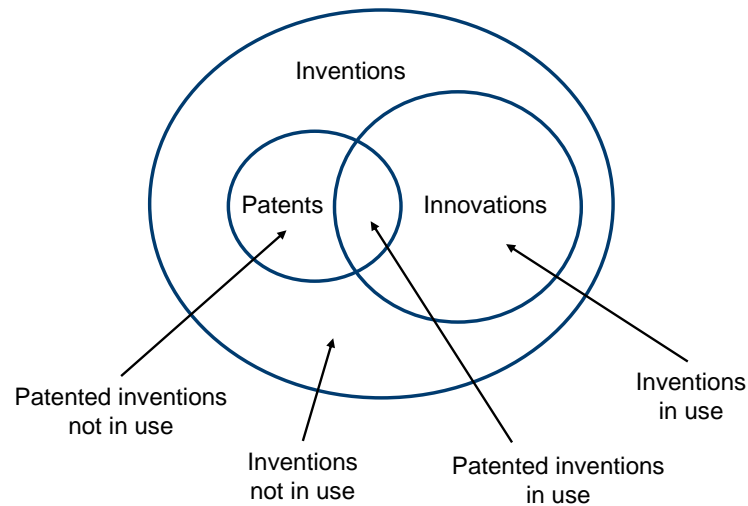 Inventions
Patents
Innovations
Patented inventions
not in use
Inventions
not in use
Patented inventions
in use
Inventions
in use